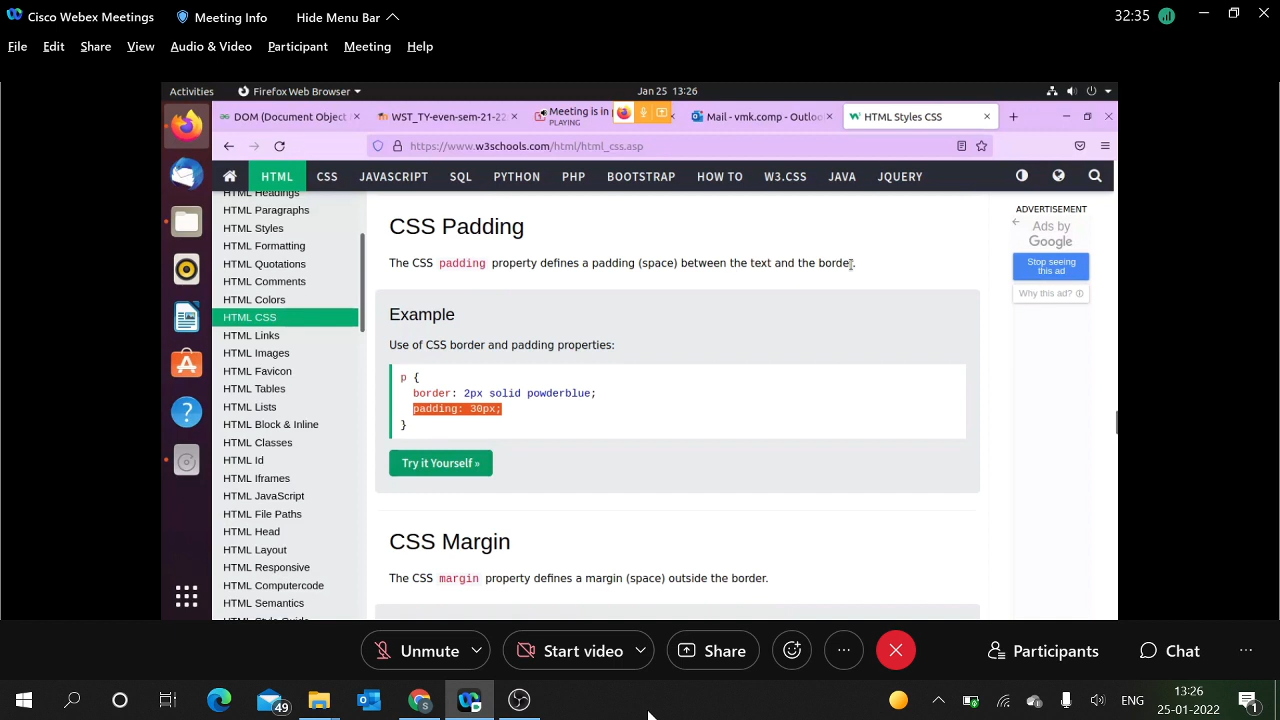 Cisco Webex Meetings Meeting Info Hide Menu Bar 32:35
File Edit Share View Audio & Video Participant Meeting Help
Activities Firefox Web Browser Jan 25 13:26
DOM (Document Object WST_TY-even-sem-21-22 Meeting is in Mail - vmk.comp - Outloo HTML Styles CSS
PLAYING
https://www.w3schools.com/html/html_css.asp
HTML CSS JAVASCRIPT SQL PYTHON PHP BOOTSTRAP HOW TO W3.CSS JAVA JQUERY
HTML Headings
HTML Paragraphs
HTML Styles
HTML Formatting
HTML Quotations
HTML Comments
HTML Colors
HTML CSS
HTML Links
HTML Images
HTML Favicon
HTML Tables
HTML Lists
HTML Block & Inline
HTML Classes
HTML Id
HTML Iframes
HTML JavaScript
HTML File Paths
HTML Head
HTML Layout
HTML Responsive
HTML Computercode
HTML Semantics
CSS Padding
The CSS padding property defines a padding (space) between the text and the border.
Example
Use of CSS border and padding properties:
p {
border: 2px solid powderblue;
padding: 30px;
}
Try it Yourself »
CSS Margin
The CSS margin property defines a margin (space) outside the border.
ADVERTISEMENT
Ads by
Google
Stop seeing
this ad
Why this ad?
Unmute Start video Share Participants Chat
49 ENG 13:26
25-01-2022 1